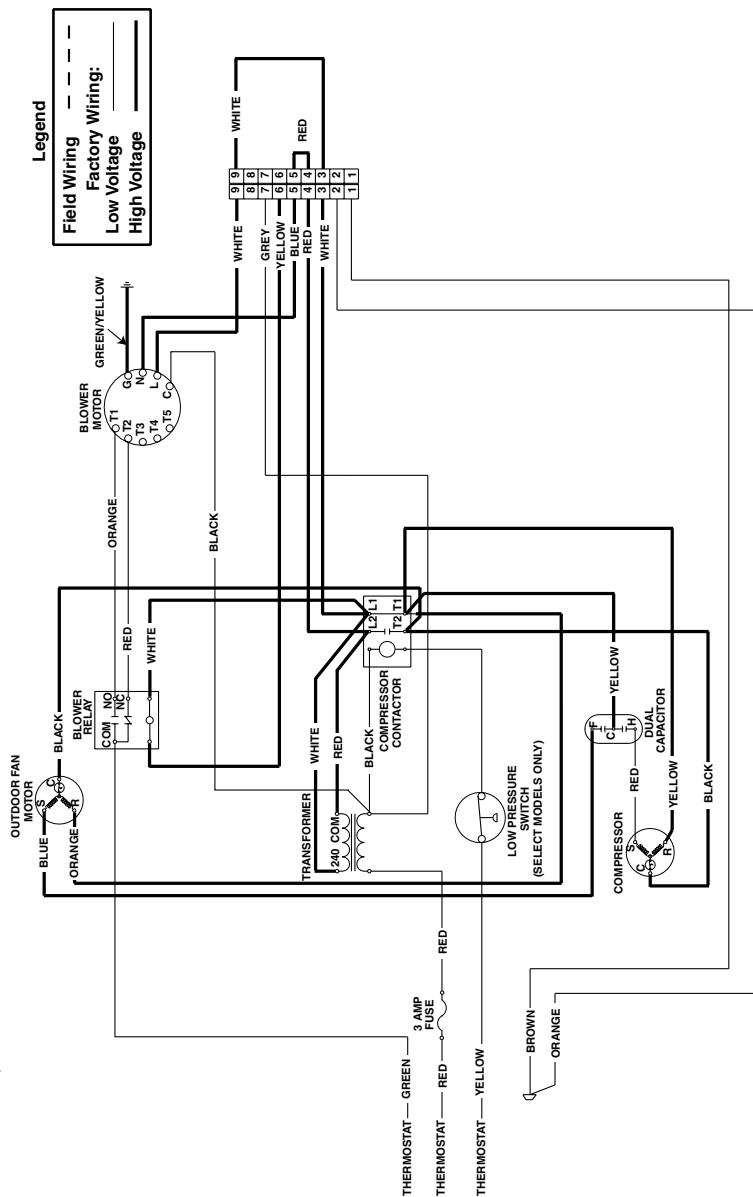 Legend
Field Wiring
Factory Wiring:
Low Voltage
High Voltage
OUTDOOR FAN
MOTOR
S
C
R
BLUE
BLACK
ORANGE
BLOWER
RELAY
COM
NO
NC
ORANGE
RED
WHITE
BLOWER
MOTOR
T1
T2
T3
T4
T5
G
N
L
C
GREEN/YELLOW
BLACK
WHITE
GREY
YELLOW
BLUE
RED
WHITE
9 9
8 8
7 7
6 6
5 5
4 4
3 3
2 2
1 1
WHITE
RED
TRANSFORMER
240 COM
WHITE
RED
BLACK
COMPRESSOR
CONTACTOR
L2 L1
T2 T1
THERMOSTAT GREEN
THERMOSTAT RED
3 AMP
FUSE
RED
THERMOSTAT YELLOW
LOW PRESSURE
SWITCH
(SELECT MODELS ONLY)
BROWN
ORANGE
COMPRESSOR
S
C
R
RED
YELLOW
BLACK
F
C
H
DUAL
CAPACITOR
YELLOW